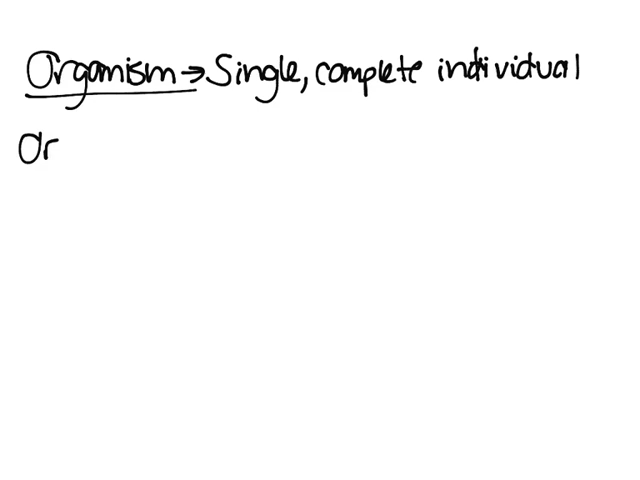 Organism → Single, complete individual
Or